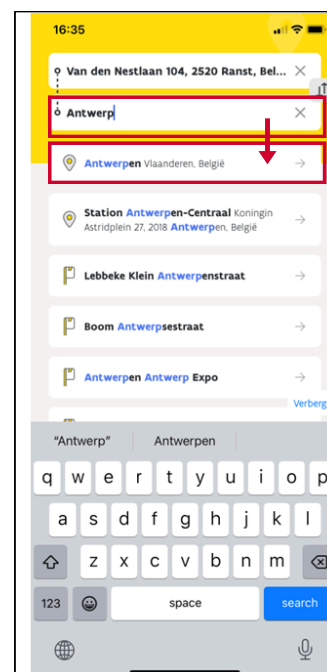 16:35
Van den Nestlaan 104, 2520 Ranst, Bel...
Antwerp
Antwerpen Vlaanderen, België
Station Antwerpen-Centraal Koningin
Astridplein 27, 2018 Antwerpen, België
Lebbeke Klein Antwerpenstraat
Boom Antwerpsestraat
Antwerpen Antwerp Expo
Verberg
"Antwerp" Antwerpen
q w e r t y u i o p
a s d f g h j k l
z x c v b n m
123 space search